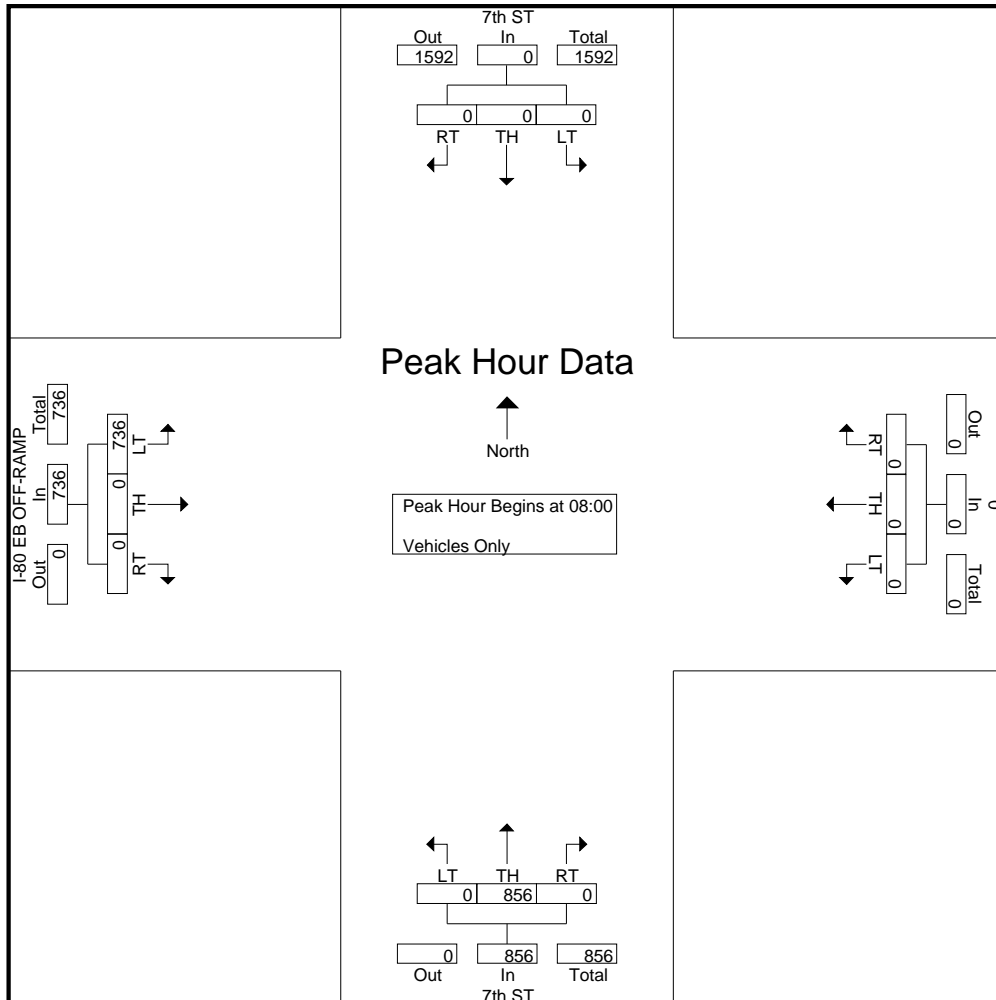 7th ST
Out In Total
1592 0 1592
0 0 0
RT TH LT
Peak Hour Data
North
Peak Hour Begins at 08:00
Vehicles Only
I-80 EB OFF-RAMP
Total In Out
736 736 0
736 0 0
LT TH RT
0
Out In Total
0 0 0
0 0 0
RT TH LT
LT TH RT
0 856 0
0 856 856
Out In Total
7th ST